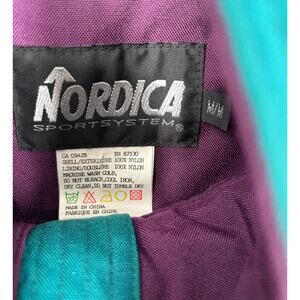 NORDICA
SPORTSYSTEM®
M/M
CA 09428 RN 87530
SHELL/EXTERIEURE 100% NYLON
LINING/DOUBLURE 100% NYLON
MACHINE WASH COLD,
DO NOT BLEACH, COOL IRON,
DRY CLEAN, DO NOT TUMBLE DRY
MADE IN CHINA
FABRIQUE EN CHINE